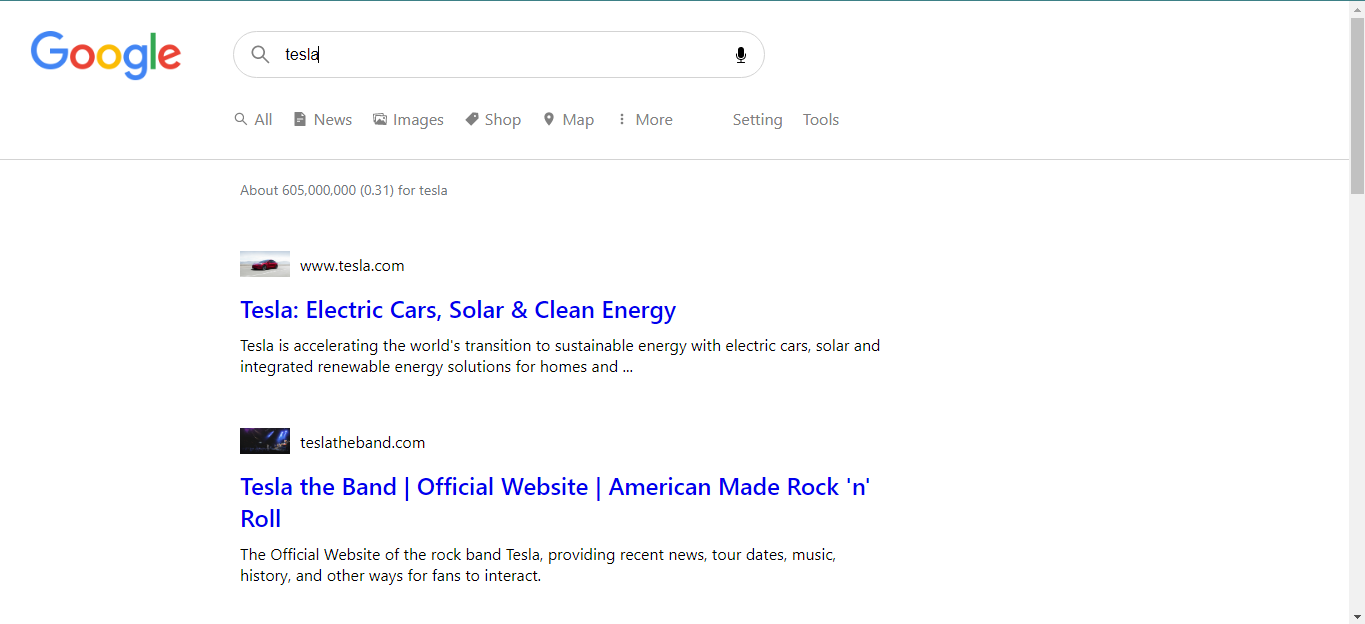 Google
tesla
All News Images Shop Map More Setting Tools
About 605,000,000 (0.31) for tesla
www.tesla.com
Tesla: Electric Cars, Solar & Clean Energy
Tesla is accelerating the world's transition to sustainable energy with electric cars, solar and
integrated renewable energy solutions for homes and ...
teslatheband.com
Tesla the Band | Official Website | American Made Rock 'n'
Roll
The Official Website of the rock band Tesla, providing recent news, tour dates, music,
history, and other ways for fans to interact.